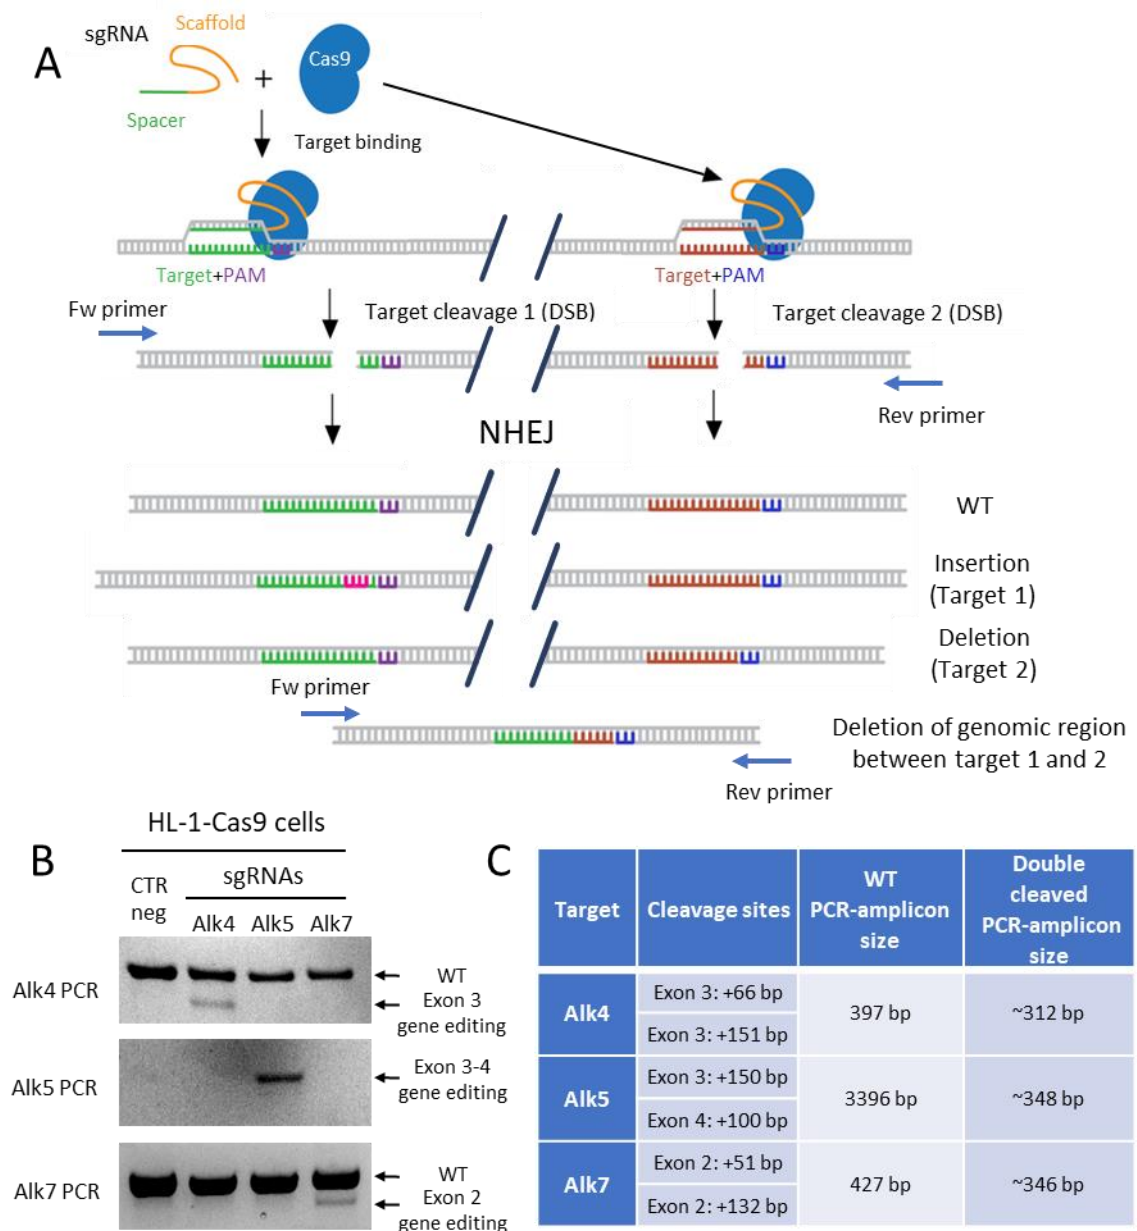 A
sgRNA
Scaffold
Spacer
+
Cas9
Target binding
Target+PAM
Target+PAM
Fw primer
Target cleavage 1 (DSB)
Target cleavage 2 (DSB)
Rev primer
NHEJ
WT
Insertion
(Target 1)
Deletion
(Target 2)
Fw primer
Deletion of genomic region
between target 1 and 2
Rev primer
B
HL-1-Cas9 cells
CTR
neg
sgRNAs
Alk4 Alk5 Alk7
Alk4 PCR
WT
Exon 3
gene editing
Alk5 PCR
Exon 3-4
gene editing
Alk7 PCR
WT
Exon 2
gene editing
C
Target
Cleavage sites
WT
PCR-amplicon
size
Double
cleaved
PCR-amplicon
size
Alk4
Exon 3: +66 bp
Exon 3: +151 bp
397 bp
~312 bp
Alk5
Exon 3: +150 bp
Exon 4: +100 bp
3396 bp
~348 bp
Alk7
Exon 2: +51 bp
Exon 2: +132 bp
427 bp
~346 bp